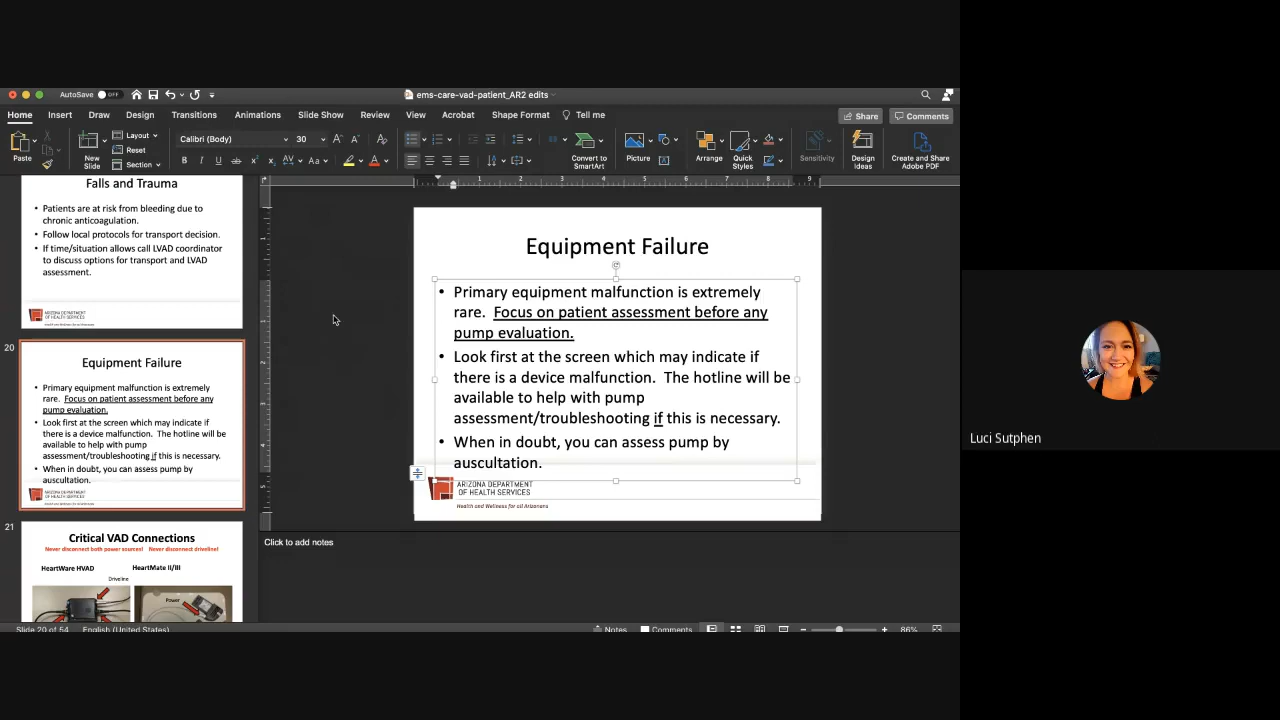 AutoSave OFF
ems-care-vad-patient_AR2 edits
Home Insert Draw Design Transitions Animations Slide Show Review View Acrobat Shape Format Tell me
Share Comments
Paste
New Slide
Layout
Reset
Section
Calibri (Body) 30
Convert to SmartArt
Picture
Arrange
Quick Styles
Sensitivity
Design Ideas
Create and Share Adobe PDF
Falls and Trauma
• Patients are at risk from bleeding due to
chronic anticoagulation.
• Follow local protocols for transport decision.
• If time/situation allows call LVAD coordinator
to discuss options for transport and LVAD
assessment.
ARIZONA DEPARTMENT
OF HEALTH SERVICES
20
Equipment Failure
• Primary equipment malfunction is extremely
rare. Focus on patient assessment before any
pump evaluation.
• Look first at the screen which may indicate if
there is a device malfunction. The hotline will be
available to help with pump
assessment/troubleshooting if this is necessary.
• When in doubt, you can assess pump by
auscultation.
ARIZONA DEPARTMENT
OF HEALTH SERVICES
21
Critical VAD Connections
Never disconnect both power sources! Never disconnect driveline!
HeartWare HVAD
HeartMate II/III
Driveline
Power
1 2 3 4 5 6 7 8 9
Equipment Failure
• Primary equipment malfunction is extremely
rare. Focus on patient assessment before any
pump evaluation.
• Look first at the screen which may indicate if
there is a device malfunction. The hotline will be
available to help with pump
assessment/troubleshooting if this is necessary.
• When in doubt, you can assess pump by
auscultation.
ARIZONA DEPARTMENT
OF HEALTH SERVICES
Health and Wellness for all Arizonans
Click to add notes
Slide 20 of 54 English (United States)
Notes Comments 86%
Luci Sutphen